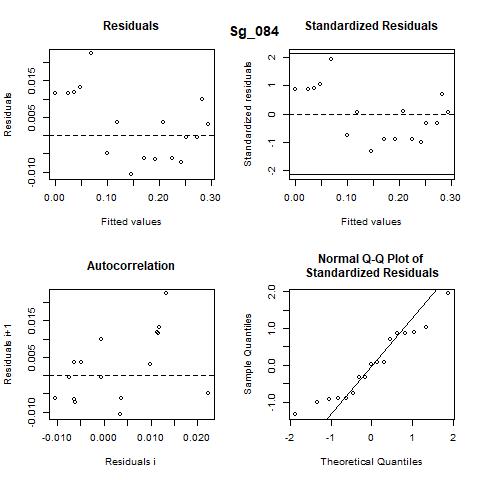 Sg_084
Residuals
Residuals
-0.010
0.005
0.015
0.00
0.10
0.20
0.30
Fitted values
Standardized Residuals
Standardized residuals
-2
-1
0
1
2
0.00
0.10
0.20
0.30
Fitted values
Autocorrelation
Residuals i+1
-0.010
0.005
0.015
-0.010
0.000
0.010
0.020
Residuals i
Normal Q-Q Plot of
Standardized Residuals
Sample Quantiles
-1.0
0.0
1.0
2.0
-2
-1
0
1
2
Theoretical Quantiles